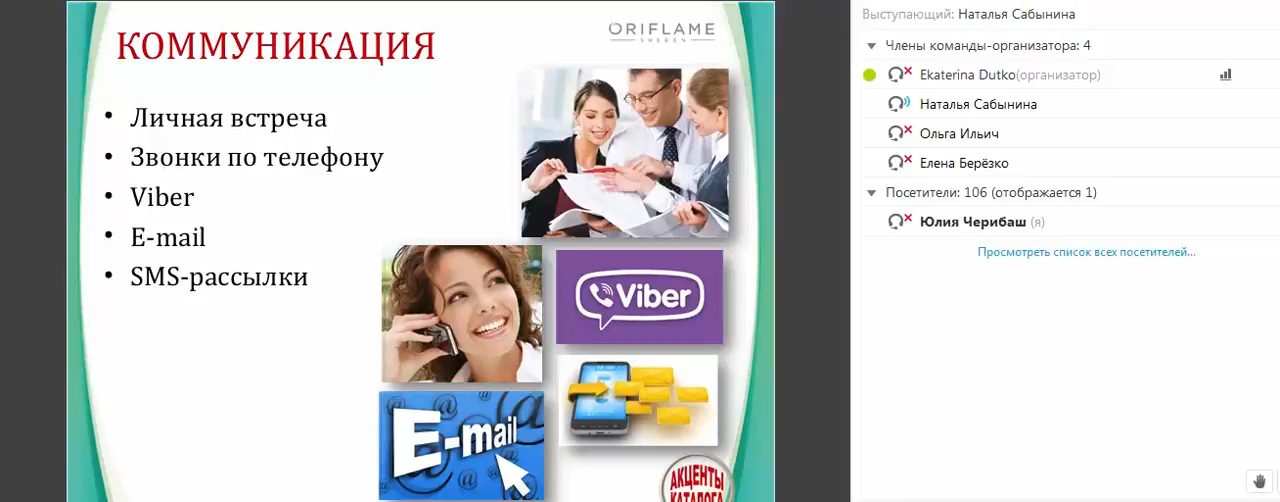 КОММУНИКАЦИЯ
ORIFLAME
SWEDEN
• Личная встреча
• Звонки по телефону
• Viber
• E-mail
• SMS-рассылки
Viber
E-mail
АКЦЕНТЫ
КАТАЛОГА
Выступающий: Наталья Сабынина
Члены команды-организатора: 4
Ekaterina Dutko(организатор)
Наталья Сабынина
Ольга Ильич
Елена Берёзко
Посетители: 106 (отображается 1)
Юлия Черибаш (я)
Просмотреть список всех посетителей...